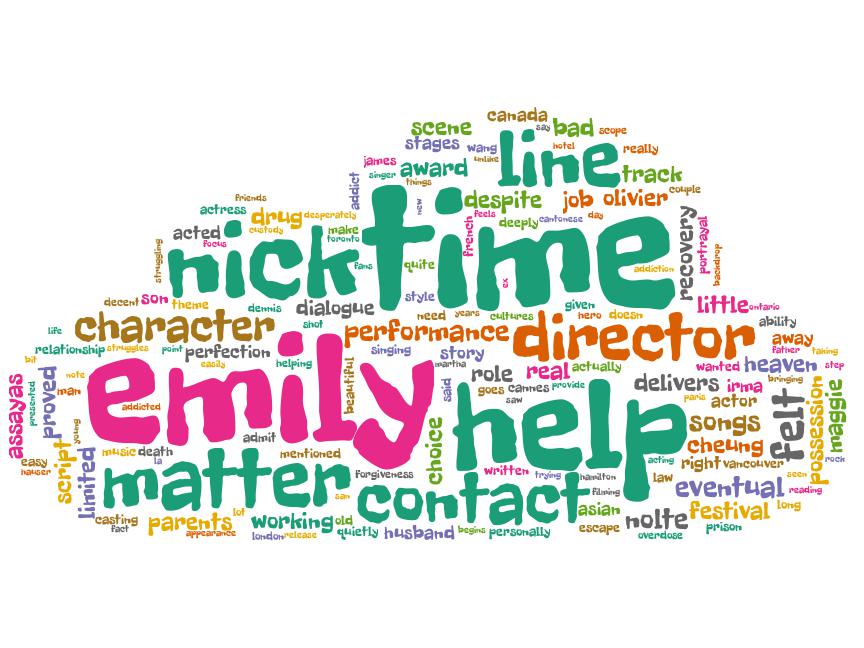 canada
scene
say
bad
scope
stages
wang
hotel
line
really
james
unlike
award
singer
things
track
addict
couple
friends
new
despite
job
olivier
actress
drug
desperately
time
french
feels
deeply
cantonese
day
recovery
portrayal
acted
custody
make
focus
toronto
nick
struggling
fans
quite
addiction
backdrop
ex
decent
son
theme
dennis
style
dialogue
need
years
cultures
given
hero
doesn
little
ontario
life
character
shot
performance
director
ability
away
relationship
struggles
point
perfection
singing
story
father
taking
bit
easily
helping
martha
wanted
heaven
step
note
emily
beautiful
role
real
actually
bringing
assayas
presented
proved
man
said
goes
cannes
provide
delivers
irma
maggie
saw
help
paris
actor
addicted
young
songs
felt
possession
admit
choice
cheung
script
limited
music
death
mentioned
acting
right
vancouver
easy
hauser
la
matter
forgiveness
written
trying
hamilton
law
seen
rock
san
contact
filming
eventual
reading
casting
fact
parents
lot
working
old
asian
nolte
festival
long
appearance
london
release
quietly
husband
begins
personally
escape
overdose
prison